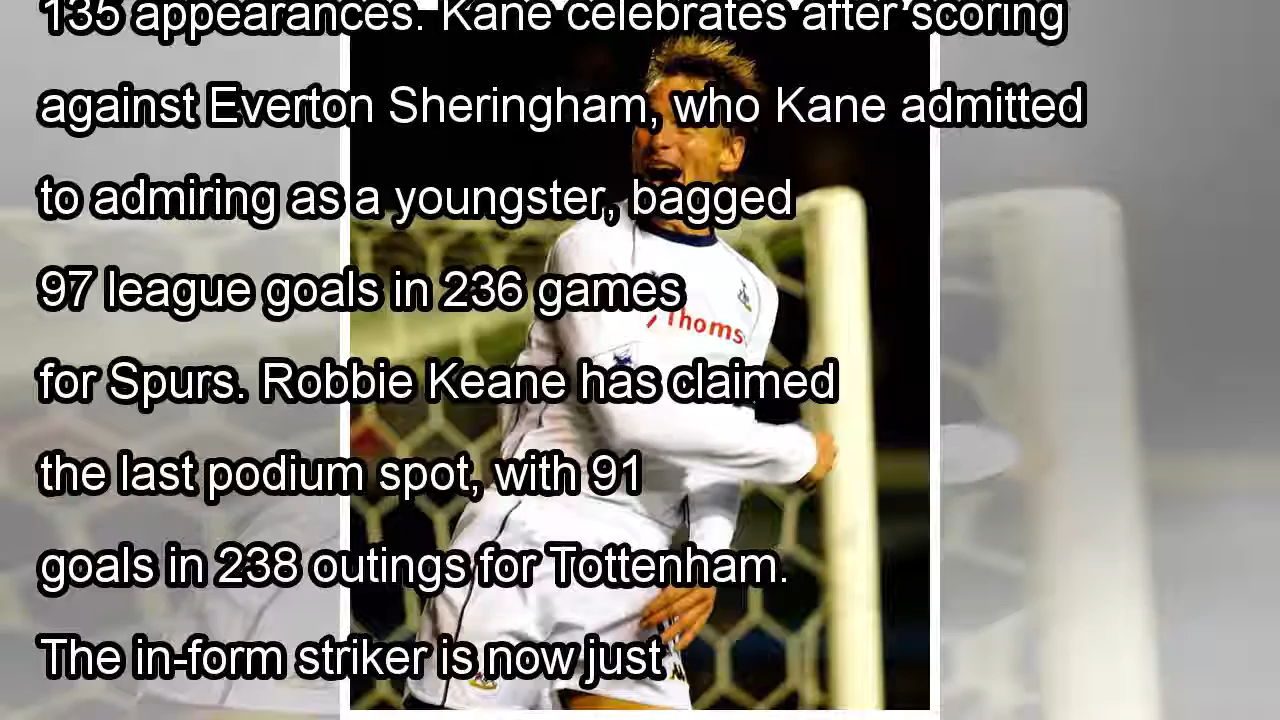 135 appearances. Kane celebrates after scoring
against Everton Sheringham, who Kane admitted
to admiring as a youngster, bagged
97 league goals in 236 games
for Spurs. Robbie Keane has claimed
the last podium spot, with 91
goals in 238 outings for Tottenham.
The in-form striker is now just
Thoms